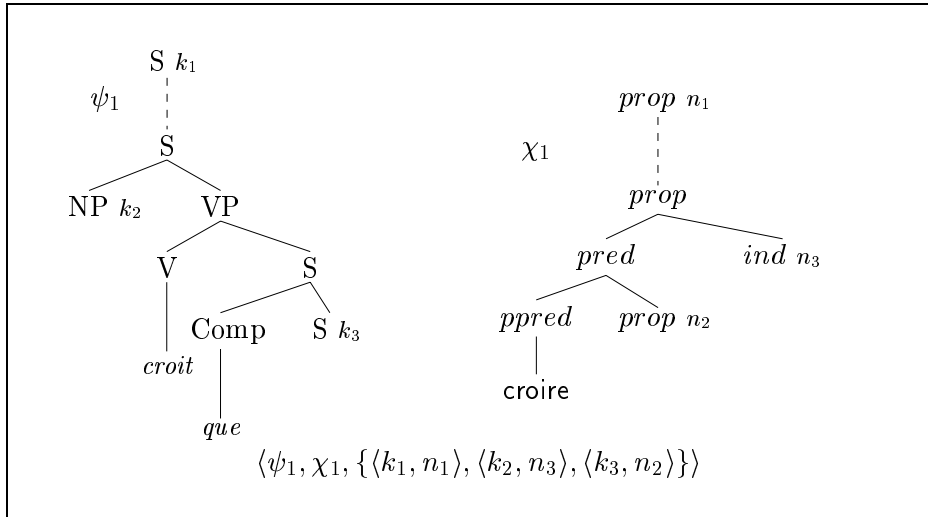 S k₁
ψ₁
prop n₁
χ₁
S
prop
NP k₂ VP
pred ind n₃
V S
Comp S k₃
ppred prop n₂
croit
croire
que
⟨ψ₁, χ₁, {⟨k₁, n₁⟩, ⟨k₂, n₃⟩, ⟨k₃, n₂⟩}⟩